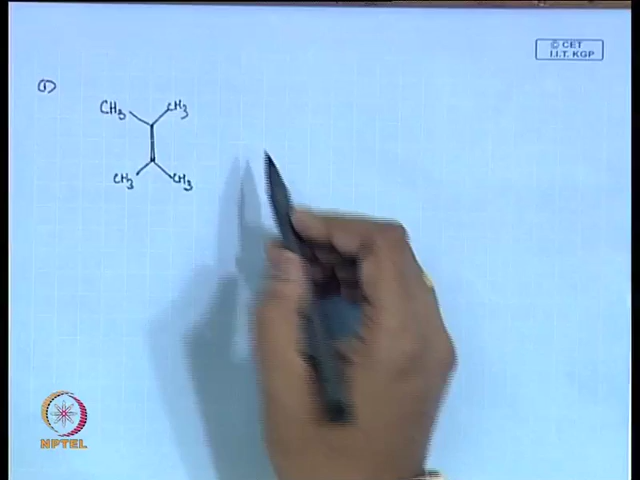 © CET
I.I.T. KGP
①
CH3 CH3
CH3 CH3
NPTEL